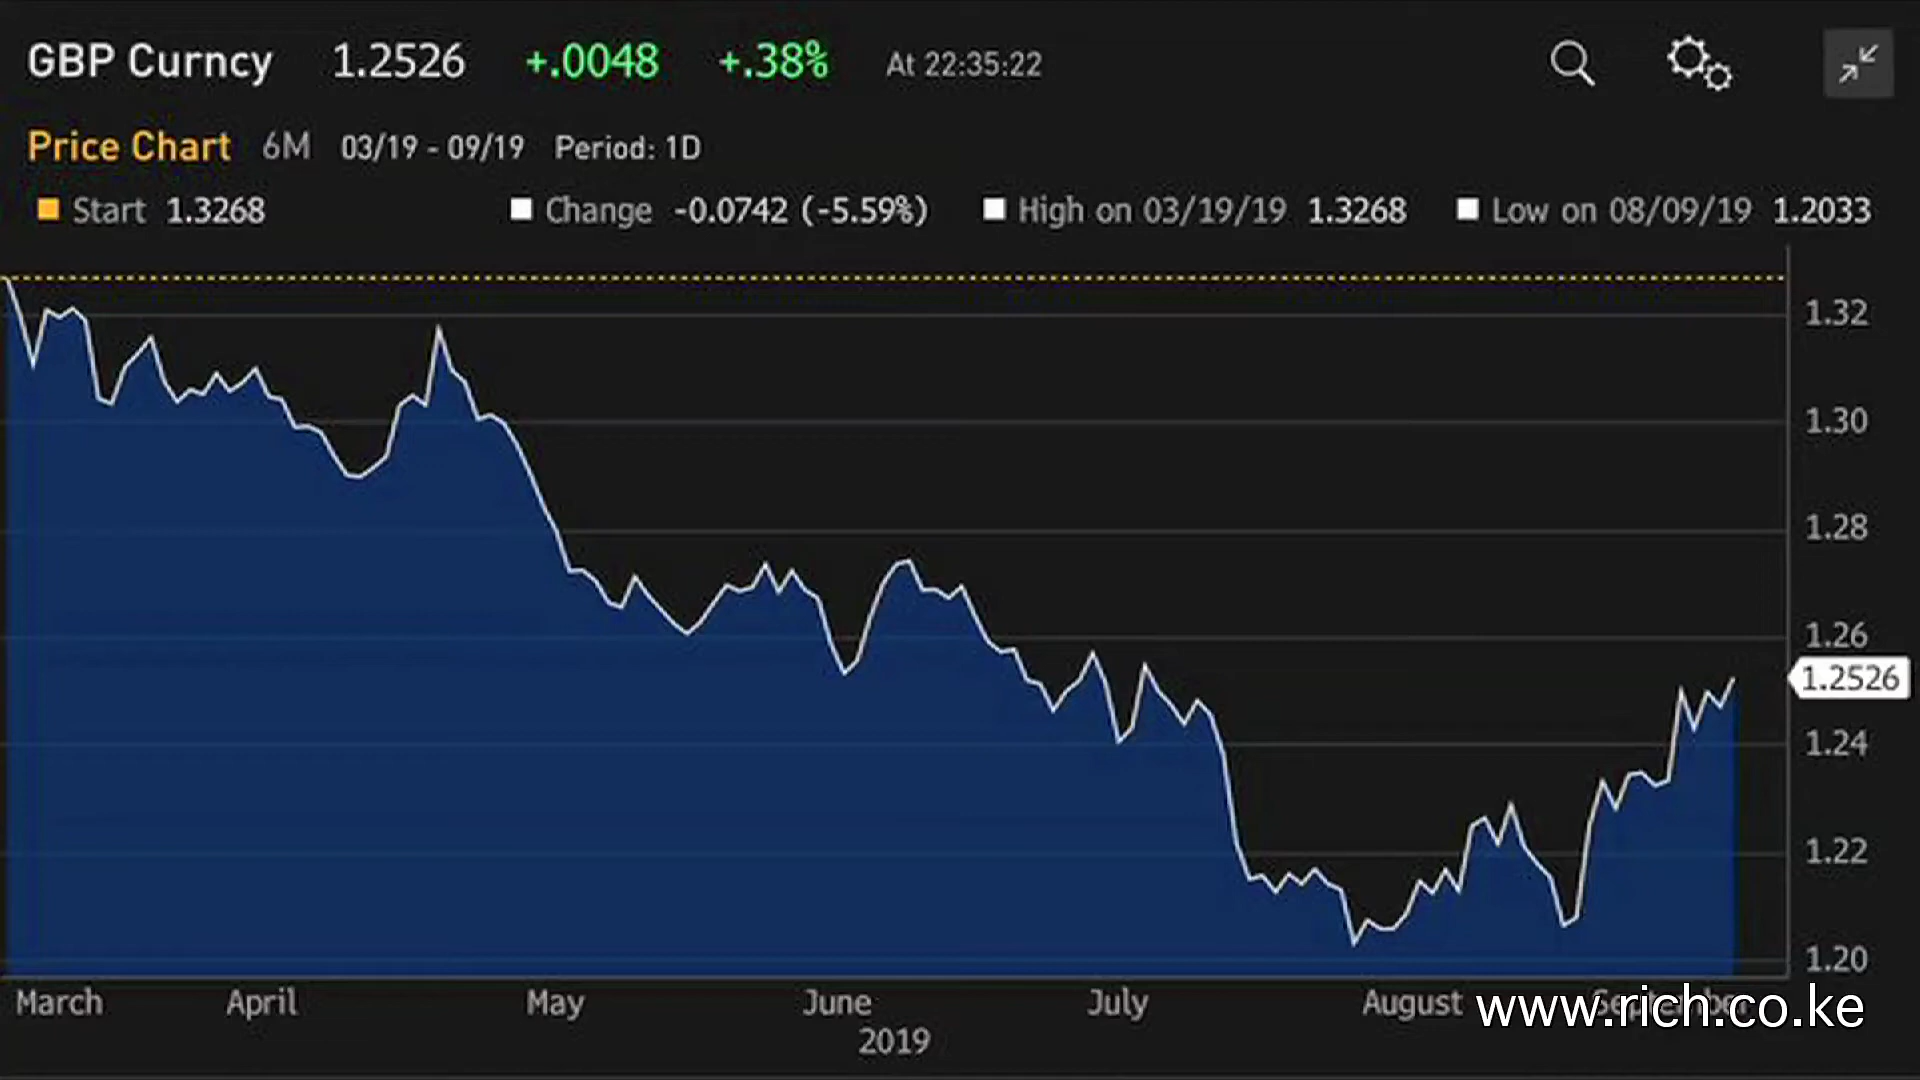 GBP Curncy 1.2526 +.0048 +.38% At 22:35:22
Price Chart 6M 03/19 - 09/19 Period: 1D
Start 1.3268 Change -0.0742 (-5.59%) High on 03/19/19 1.3268 Low on 08/09/19 1.2033
1.32
1.30
1.28
1.26
1.2526
1.24
1.22
1.20
March April May June July August September
www.rich.co.ke
2019